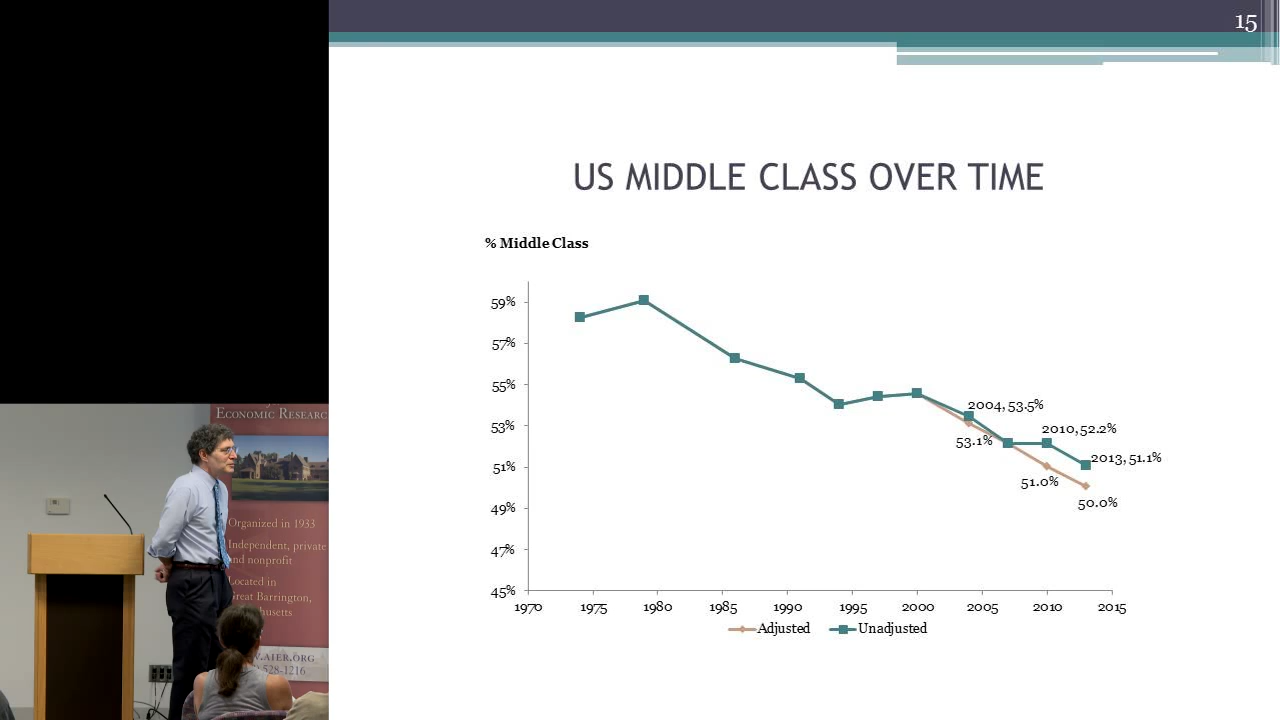 15
US MIDDLE CLASS OVER TIME
% Middle Class
59%
57%
55%
53%
51%
49%
47%
45%
1970 1975 1980 1985 1990 1995 2000 2005 2010 2015
2004, 53.5%
53.1%
2010, 52.2%
51.0%
2013, 51.1%
50.0%
Adjusted Unadjusted
ECONOMIC RESEARC
Organized in 1933
Independent, private
and nonprofit
Located in
Great Barrington,
husetts
.AIER.ORG
528-1216